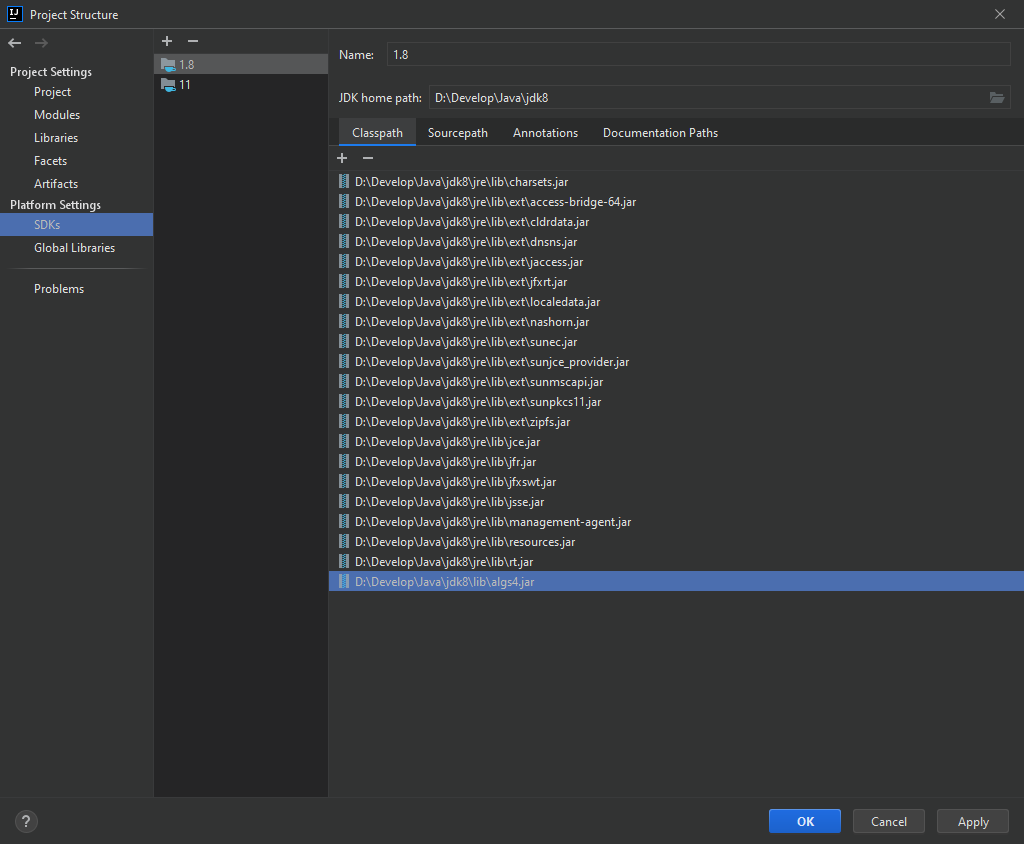 Project Structure
Project Settings
Project
Modules
Libraries
Facets
Artifacts
Platform Settings
SDKs
Global Libraries
Problems
1.8
11
Name: 1.8
JDK home path: D:\Develop\Java\jdk8
Classpath Sourcepath Annotations Documentation Paths
D:\Develop\Java\jdk8\jre\lib\charsets.jar
D:\Develop\Java\jdk8\jre\lib\ext\access-bridge-64.jar
D:\Develop\Java\jdk8\jre\lib\ext\cldrdata.jar
D:\Develop\Java\jdk8\jre\lib\ext\dnsns.jar
D:\Develop\Java\jdk8\jre\lib\ext\jaccess.jar
D:\Develop\Java\jdk8\jre\lib\ext\jfxrt.jar
D:\Develop\Java\jdk8\jre\lib\ext\localedata.jar
D:\Develop\Java\jdk8\jre\lib\ext\nashorn.jar
D:\Develop\Java\jdk8\jre\lib\ext\sunec.jar
D:\Develop\Java\jdk8\jre\lib\ext\sunjce_provider.jar
D:\Develop\Java\jdk8\jre\lib\ext\sunmscapi.jar
D:\Develop\Java\jdk8\jre\lib\ext\sunpkcs11.jar
D:\Develop\Java\jdk8\jre\lib\ext\zipfs.jar
D:\Develop\Java\jdk8\jre\lib\jce.jar
D:\Develop\Java\jdk8\jre\lib\jfr.jar
D:\Develop\Java\jdk8\jre\lib\jfxswt.jar
D:\Develop\Java\jdk8\jre\lib\jsse.jar
D:\Develop\Java\jdk8\jre\lib\management-agent.jar
D:\Develop\Java\jdk8\jre\lib\resources.jar
D:\Develop\Java\jdk8\jre\lib\rt.jar
D:\Develop\Java\jdk8\lib\algs4.jar
? OK Cancel Apply